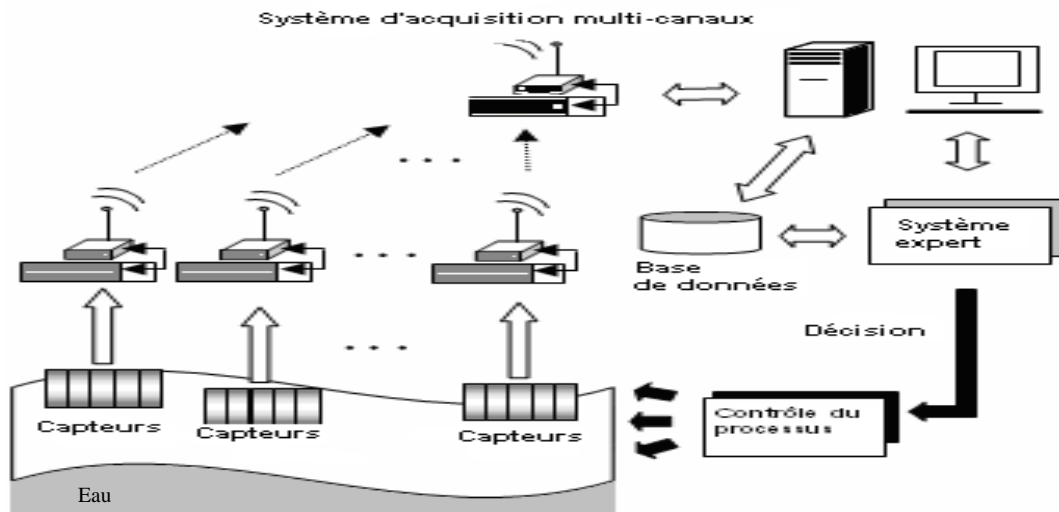 Système d'acquisition multi-canaux
Système
expert
Base
de données
Décision
Contrôle du
processus
Capteurs
Capteurs
Capteurs
Eau